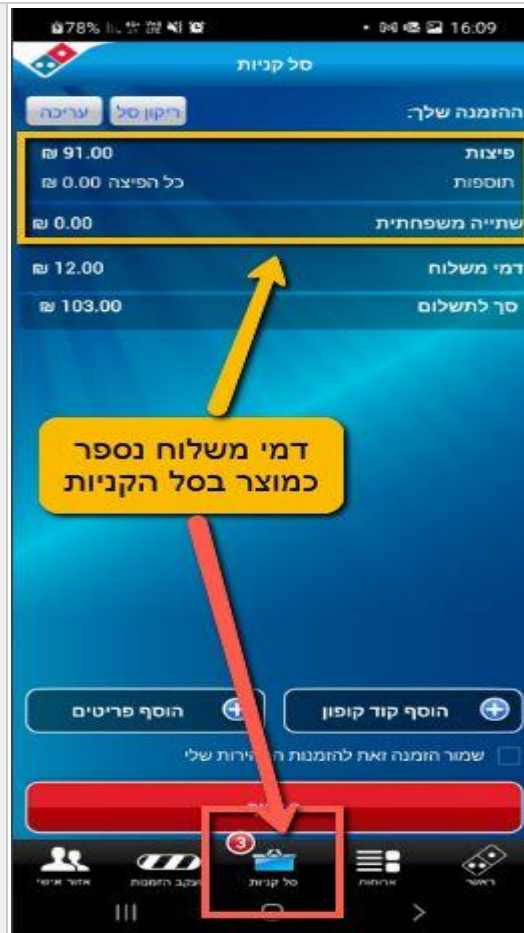 78% 16:09
סל קניות
ההזמנה שלך: ריקון סל עריכה
פיצות 91.00 ₪
תוספות כל הפיצה 0.00 ₪
שתייה משפחתית 0.00 ₪
דמי משלוח 12.00 ₪
סך לתשלום 103.00 ₪
דמי משלוח נספר
כמוצר בסל הקניות
הוסף קוד קופון הוסף פריטים
שמור הזמנה זאת להזמנות שלי
3
ראשי ארוחות סל קניות מעקב הזמנות אזור אישי